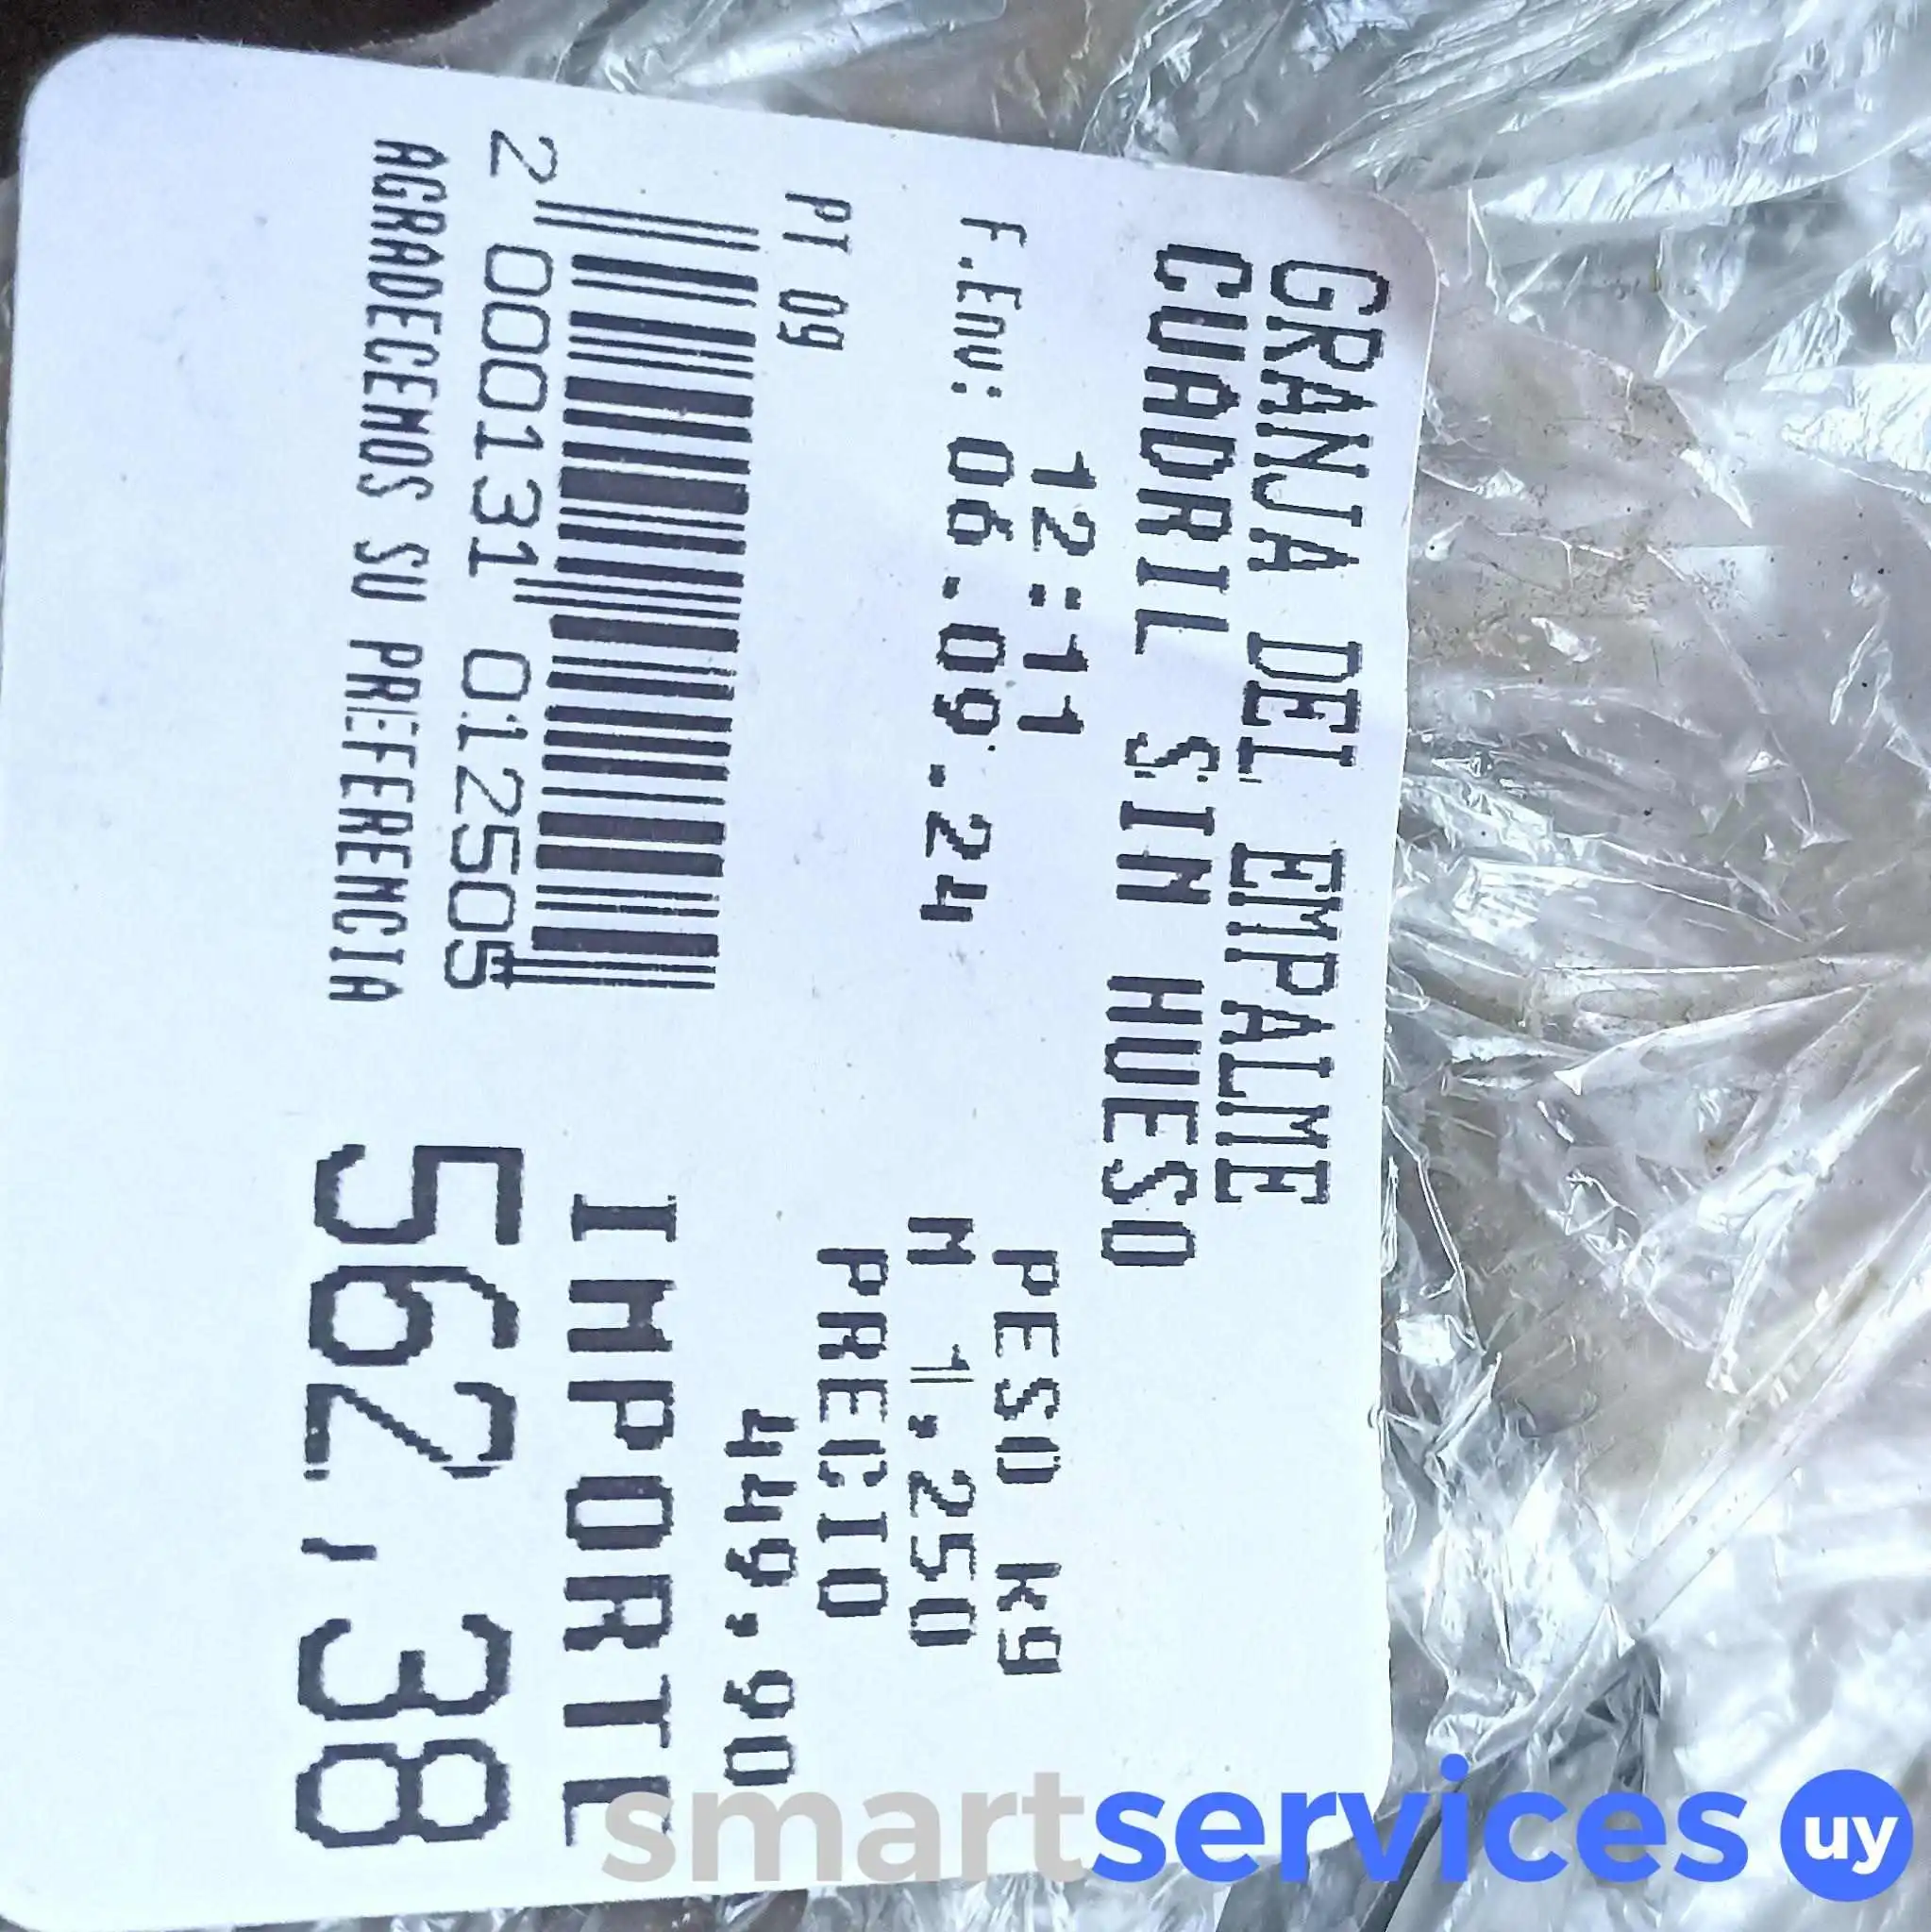 GRANJA DEL EMPALME
CUADRIL SIN HUESO
12:11
F.Env: 06.09.24
PESO kg
M 1,250
PRECIO
449,90
PT 09
IMPORTE
562,38
2 000131 012505
AGRADECEMOS SU PREFERENCIA
smartservices uy